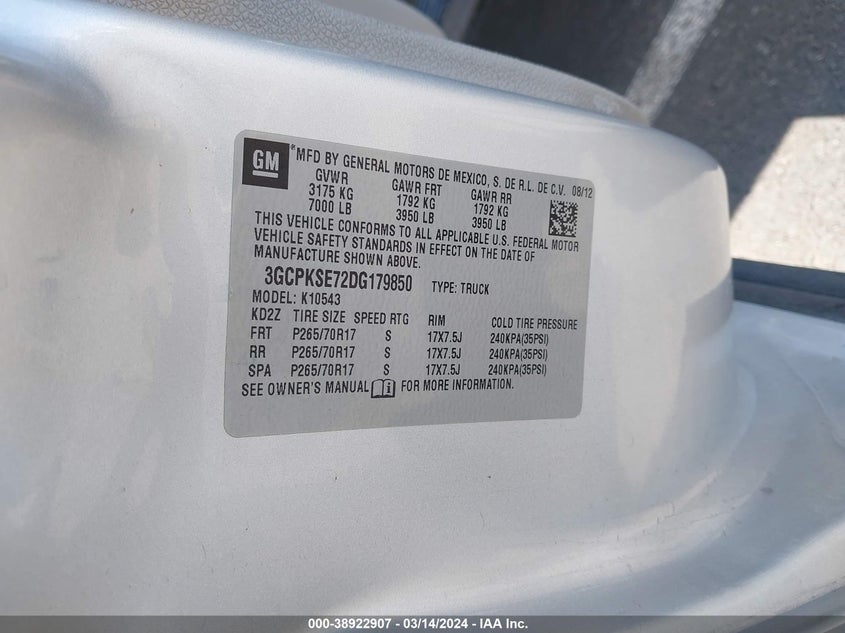 GM
MFD BY GENERAL MOTORS DE MEXICO, S. DE R.L. DE C.V. 08/12
GVWR GAWR FRT GAWR RR
3175 KG 1792 KG 1792 KG
7000 LB 3950 LB 3950 LB
THIS VEHICLE CONFORMS TO ALL APPLICABLE U.S. FEDERAL MOTOR
VEHICLE SAFETY STANDARDS IN EFFECT ON THE DATE OF
MANUFACTURE SHOWN ABOVE.
3GCPKSE72DG179850 TYPE: TRUCK
MODEL: K10543
KD2Z TIRE SIZE SPEED RTG RIM COLD TIRE PRESSURE
FRT P265/70R17 S 17X7.5J 240KPA(35PSI)
RR P265/70R17 S 17X7.5J 240KPA(35PSI)
SPA P265/70R17 S 17X7.5J 240KPA(35PSI)
SEE OWNER'S MANUAL FOR MORE INFORMATION.
000-38922907 - 03/14/2024 - IAAI.COM INC.